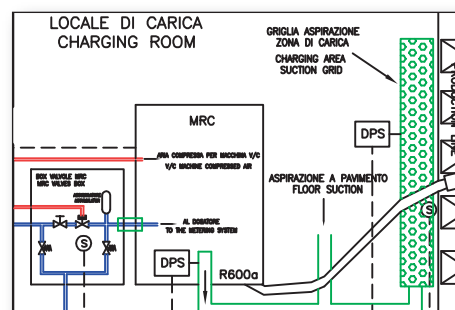 LOCALE DI CARICA
CHARGING ROOM
GRIGLIA ASPIRAZIONE
ZONA DI CARICA
CHARGING AREA
SUCTION GRID
MRC
DPS
ARIA COMPRESSA PER MACCHINA V/C
V/C MACHINE COMPRESSED AIR
BOX VALVOLE MRC
MRC VALVES BOX
ASPIRAZIONE A PAVIMENTO
FLOOR SUCTION
AL DOSATORE
TO THE METERING SYSTEM
S
S
DPS
R600a